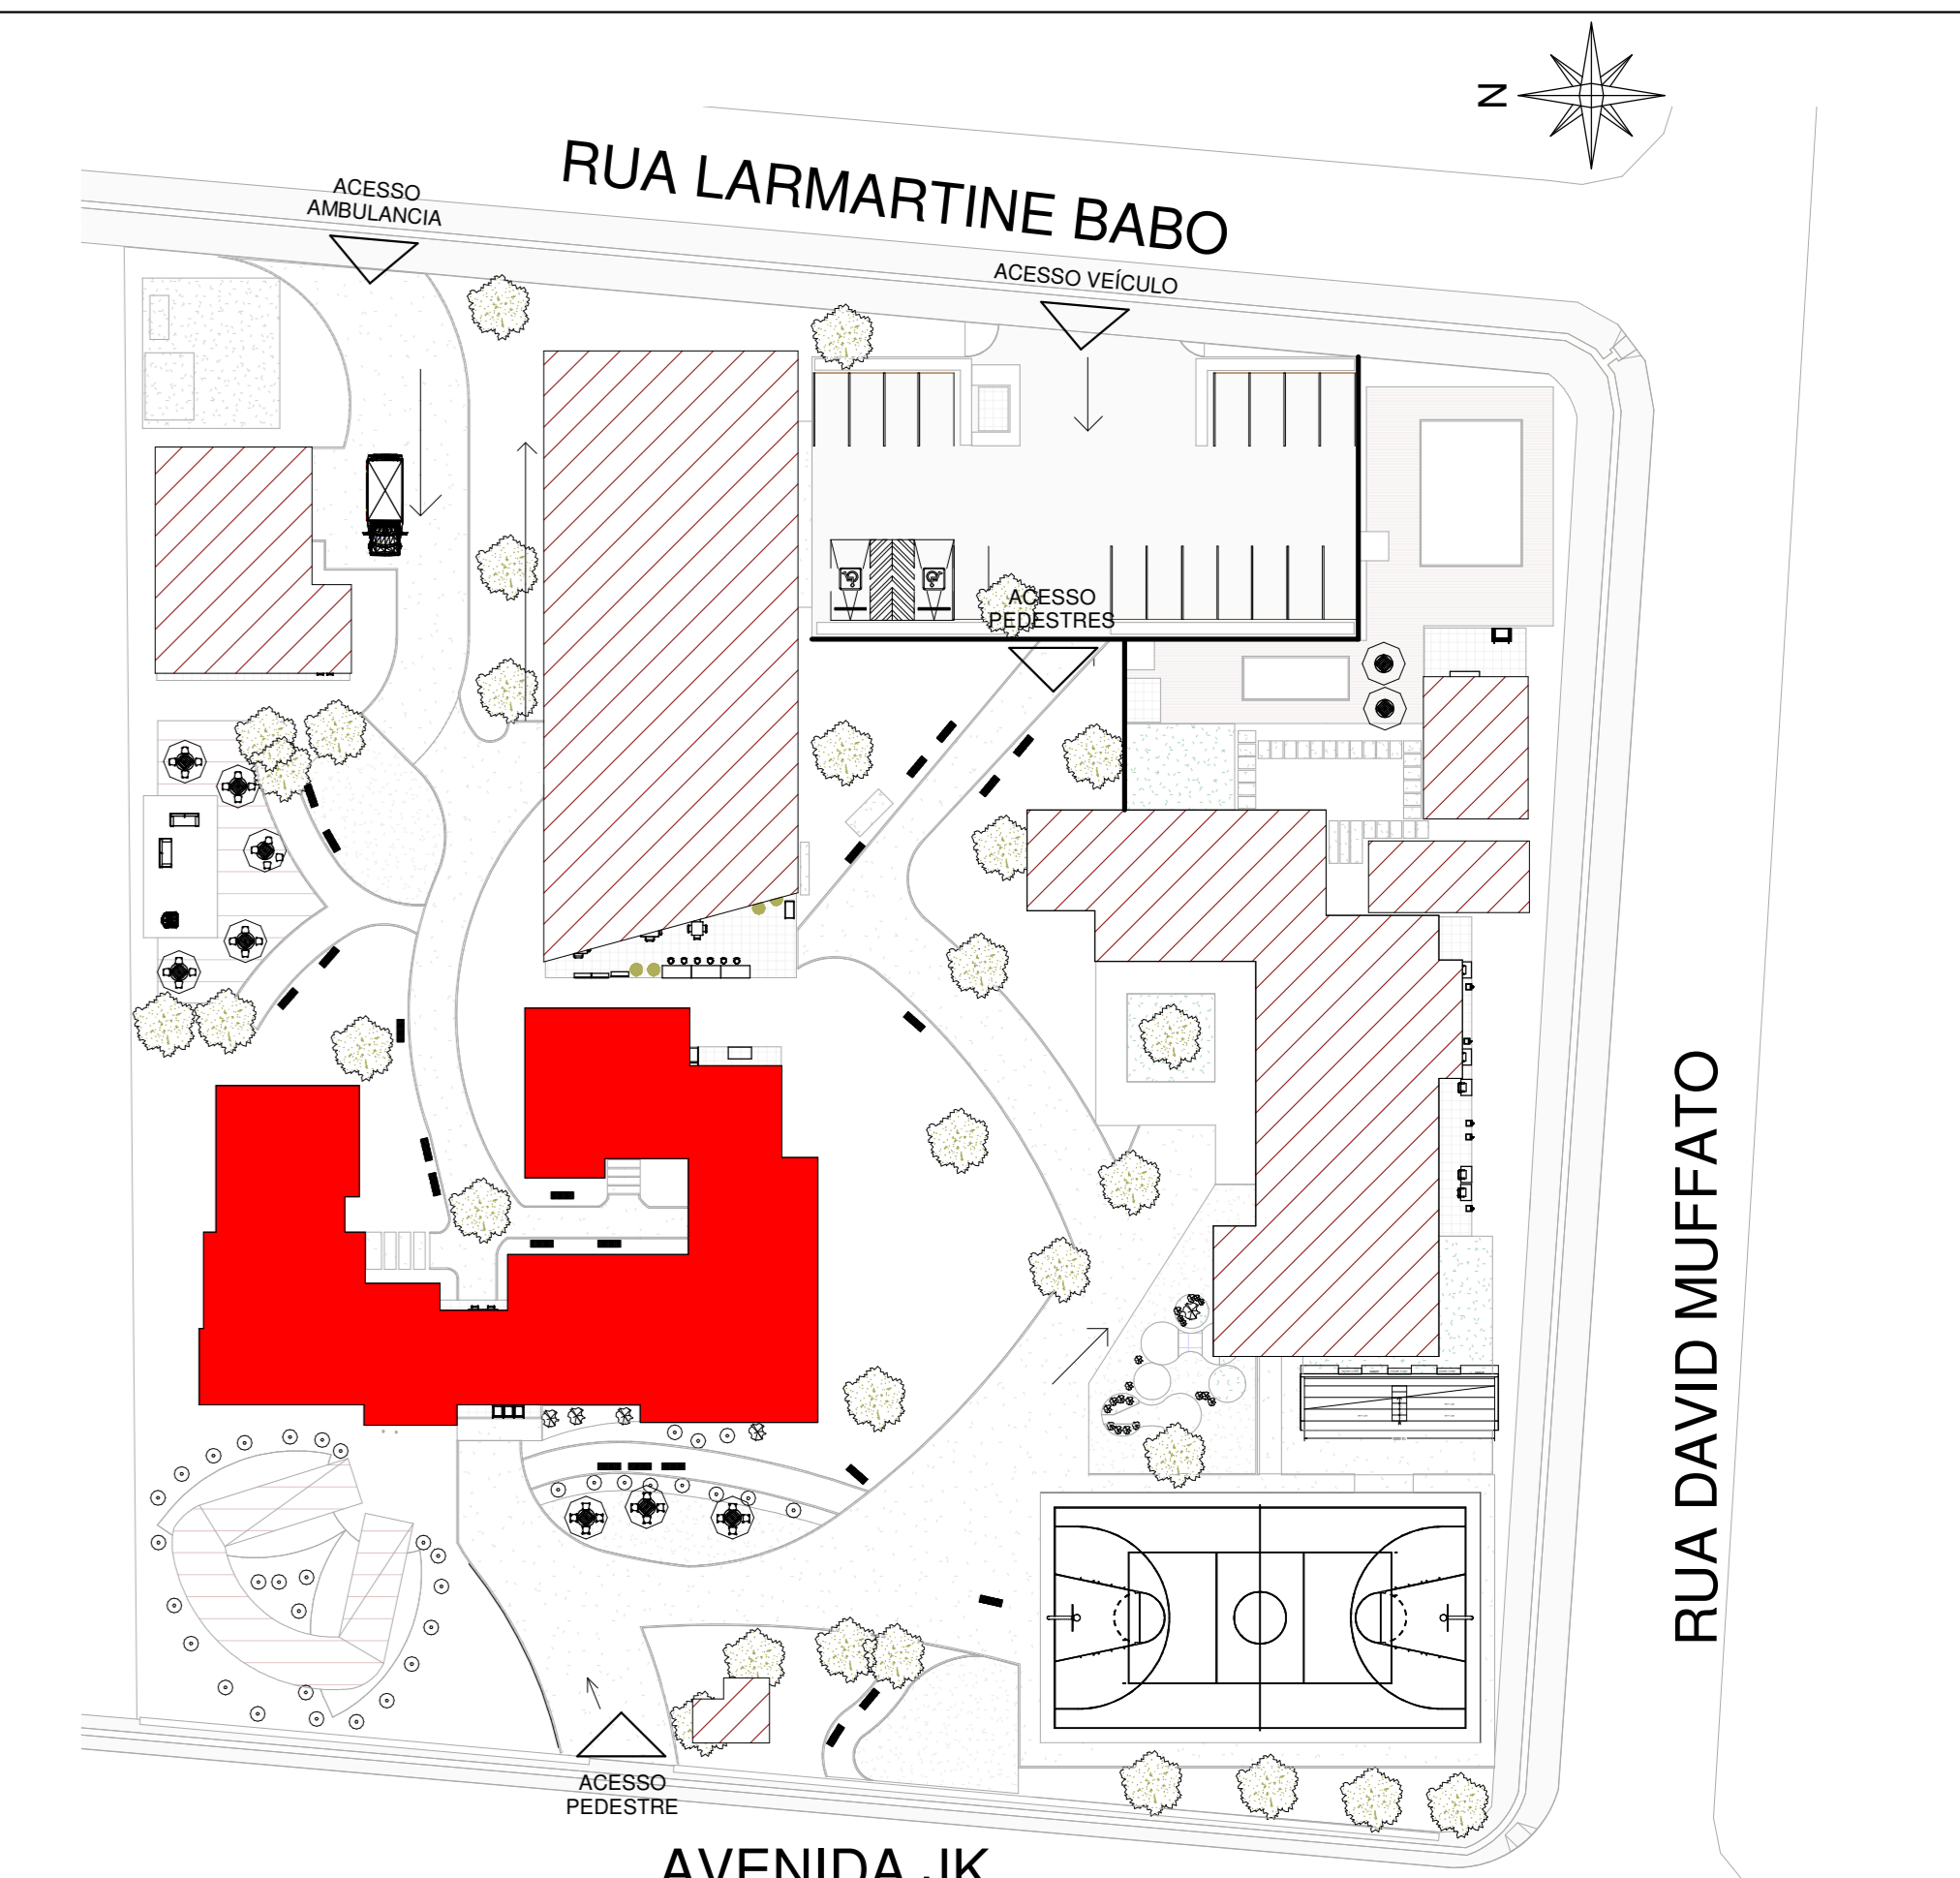 N
RUA LARMARTINE BABO
ACESSO
AMBULANCIA
ACESSO VEÍCULO
ACESSO
PEDESTRES
RUA DAVID MUFFATO
ACESSO
PEDESTRE
AVENIDA JK